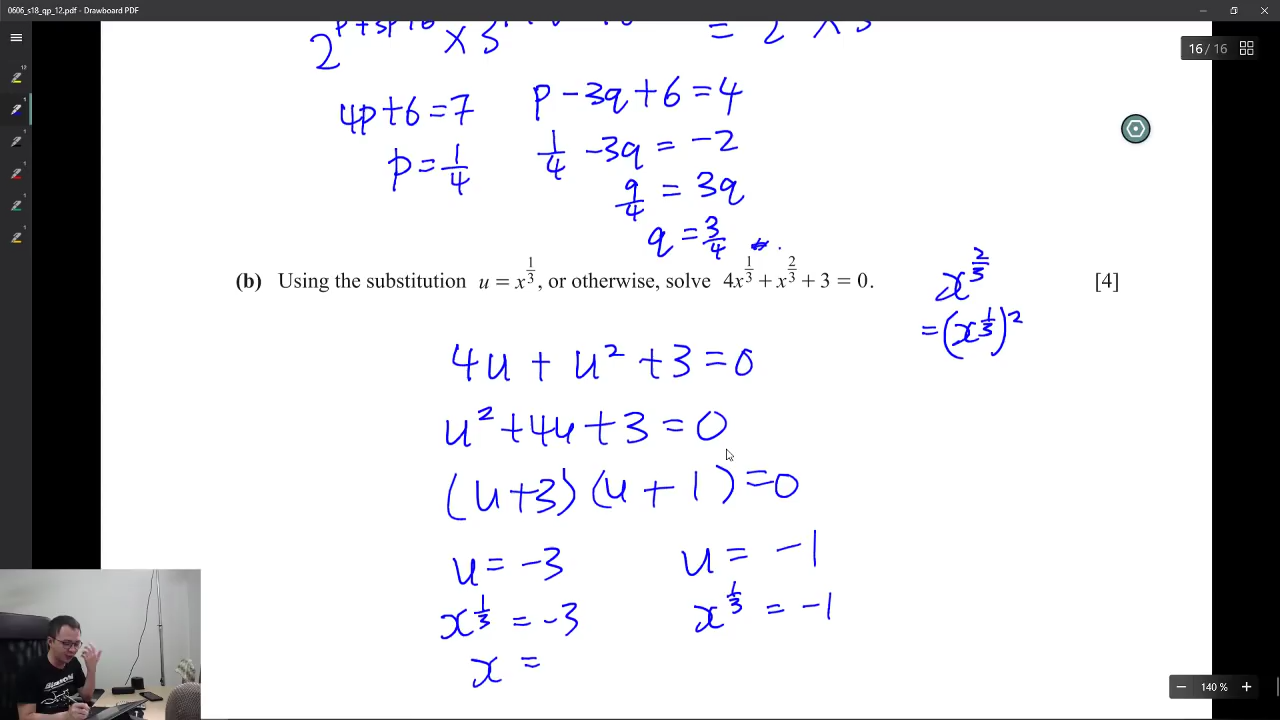 0606_s18_qp_12.pdf - Drawboard PDF
16 / 16
4p+6=7 p-3q+6=4
p=1/4 1/4 -3q = -2
9/4 = 3q
q = 3/4
(b) Using the substitution u = x^(1/3), or otherwise, solve 4x^(1/3) + x^(2/3) + 3 = 0. [4]
x^(2/3)
=(x^(1/3))^2
4u + u² + 3 = 0
u² + 4u + 3 = 0
(u+3)(u+1)=0
u = -3 u = -1
x^(1/3) = -3 x^(1/3) = -1
x =
140 %